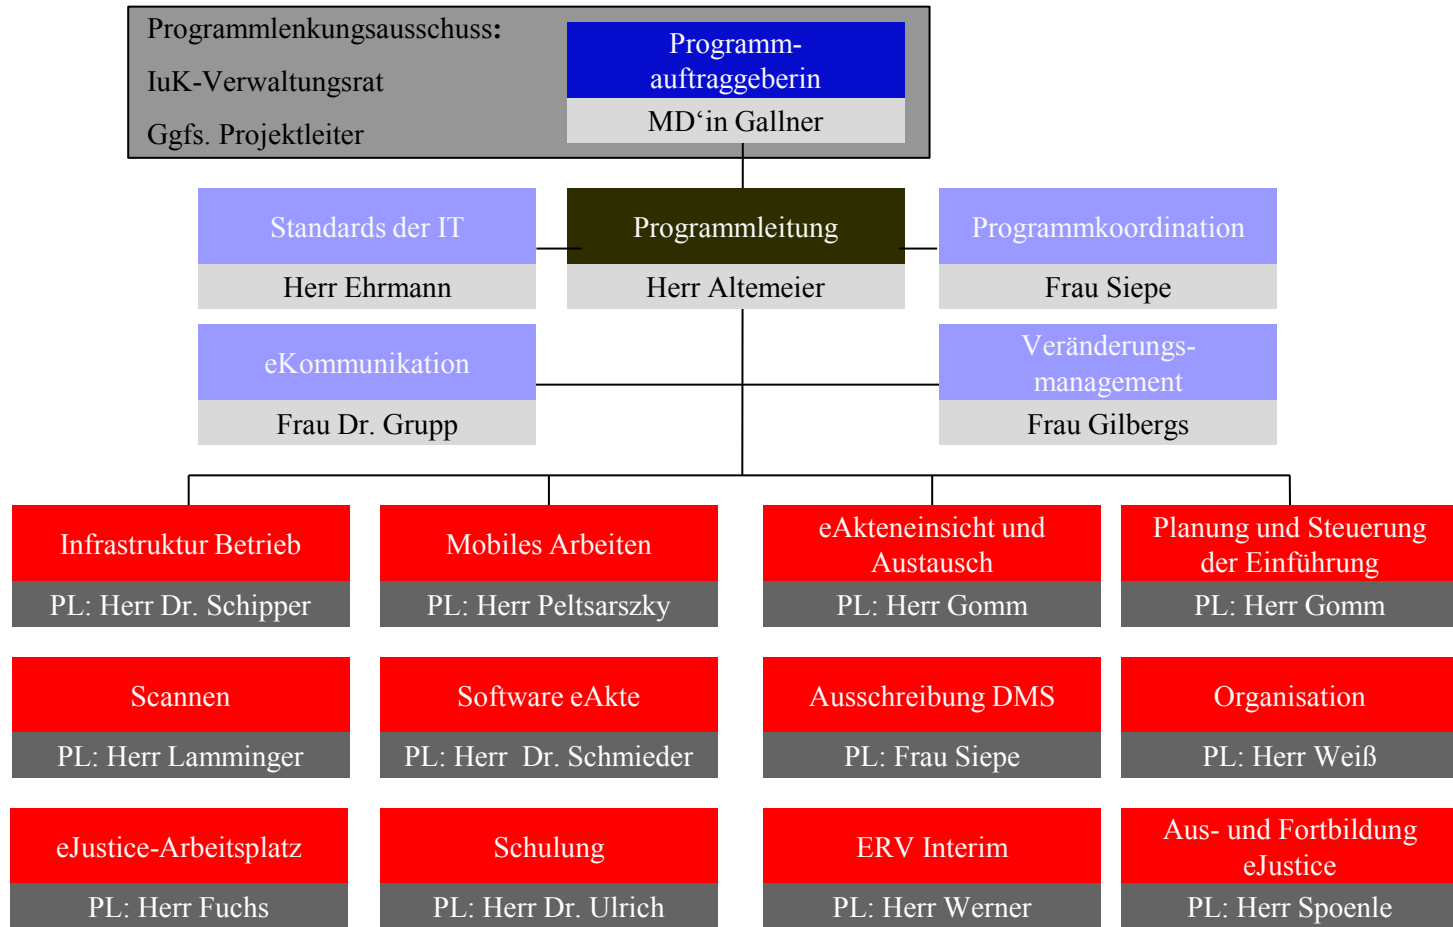 Programmlenkungsausschuss:
IuK-Verwaltungsrat
Ggfs. Projektleiter
Programm-
auftraggeberin
MD‘in Gallner
Standards der IT
Herr Ehrmann
Programmleitung
Herr Altemeier
Programmkoordination
Frau Siepe
eKommunikation
Frau Dr. Grupp
Veränderungs-
management
Frau Gilbergs
Infrastruktur Betrieb
PL: Herr Dr. Schipper
Mobiles Arbeiten
PL: Herr Peltsarszky
eAkteneinsicht und
Austausch
PL: Herr Gomm
Planung und Steuerung
der Einführung
PL: Herr Gomm
Scannen
PL: Herr Lamminger
Software eAkte
PL: Herr  Dr. Schmieder
Ausschreibung DMS
PL: Frau Siepe
Organisation
PL: Herr Weiß
eJustice-Arbeitsplatz
PL: Herr Fuchs
Schulung
PL: Herr Dr. Ulrich
ERV Interim
PL: Herr Werner
Aus- und Fortbildung
eJustice
PL: Herr Spoenle